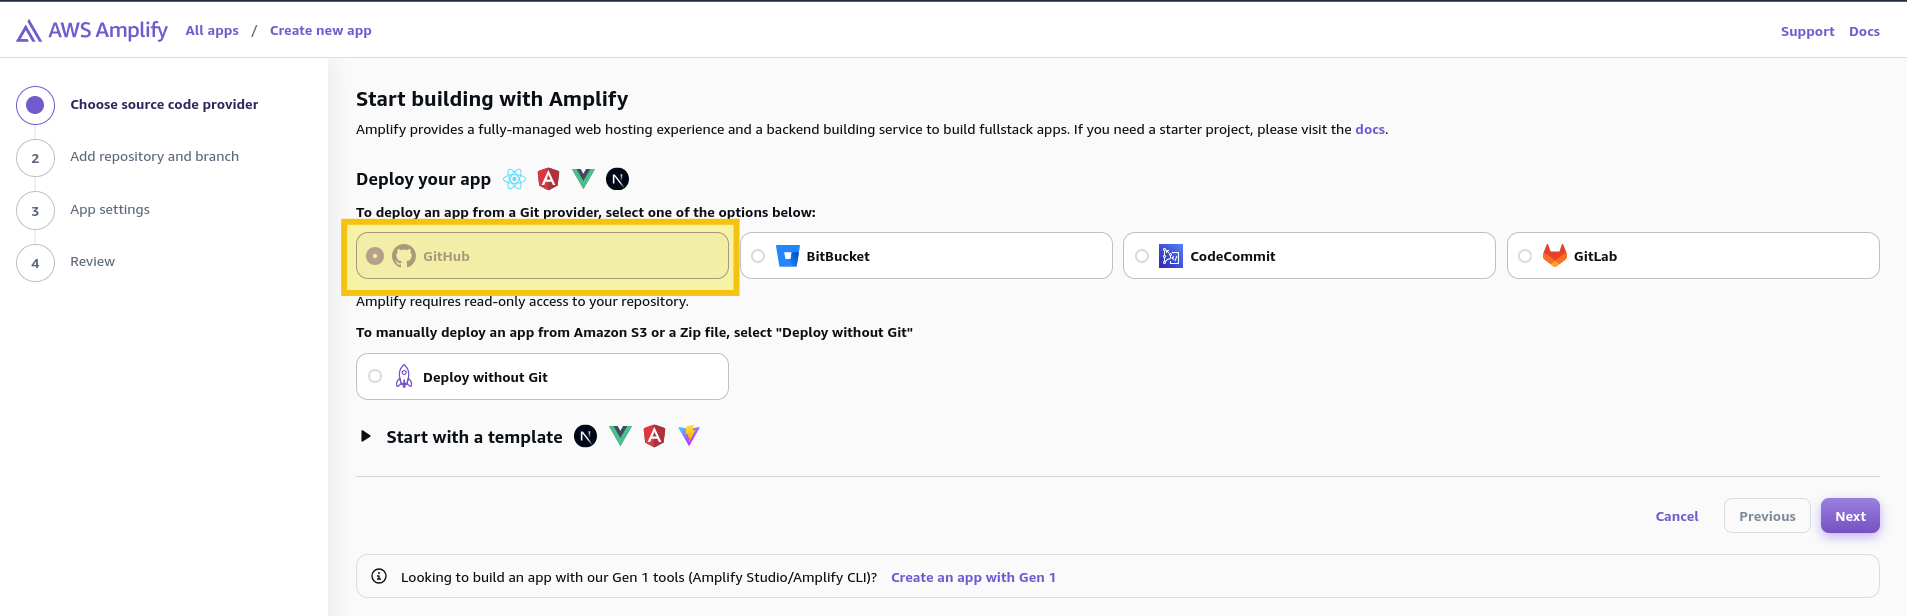 AWS Amplify All apps / Create new app Support Docs
Choose source code provider
2 Add repository and branch
3 App settings
4 Review
Start building with Amplify
Amplify provides a fully-managed web hosting experience and a backend building service to build fullstack apps. If you need a starter project, please visit the docs.
Deploy your app
To deploy an app from a Git provider, select one of the options below:
GitHub BitBucket CodeCommit GitLab
Amplify requires read-only access to your repository.
To manually deploy an app from Amazon S3 or a Zip file, select "Deploy without Git"
Deploy without Git
Start with a template
Cancel Previous Next
Looking to build an app with our Gen 1 tools (Amplify Studio/Amplify CLI)? Create an app with Gen 1